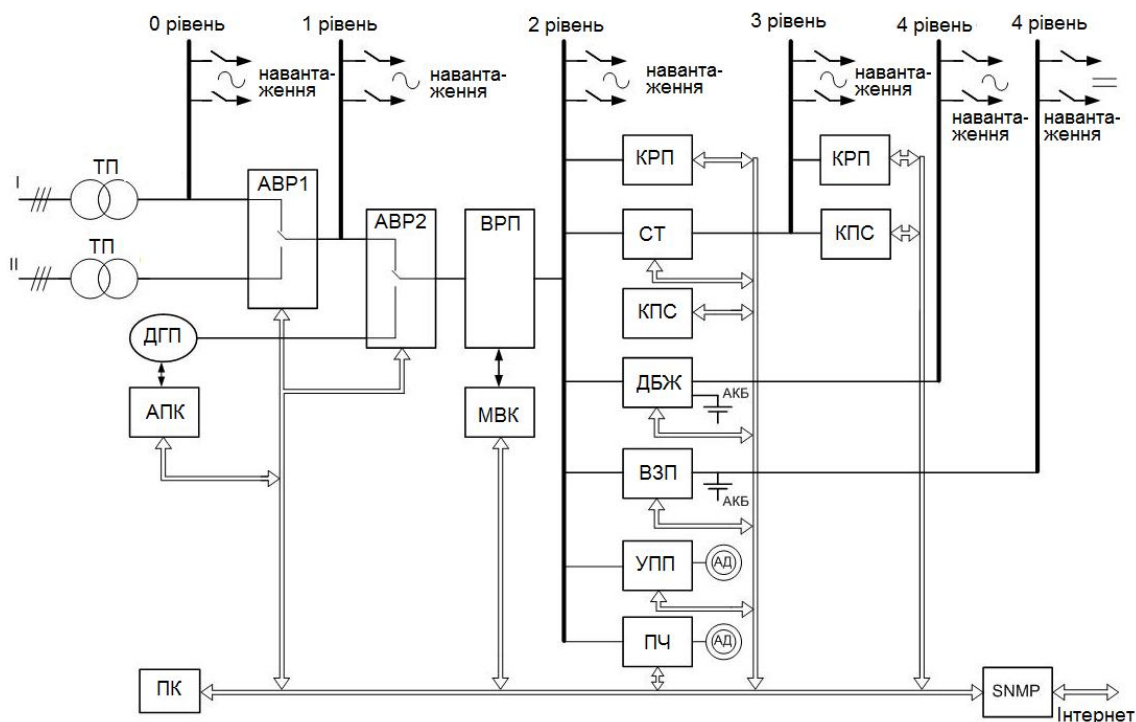 0 рівень
1 рівень
2 рівень
3 рівень
4 рівень
4 рівень
наванта-
ження
наванта-
ження
наванта-
ження
наванта-
ження
наванта-
ження
наванта-
ження
I
ТП
II
ТП
АВР1
АВР2
ВРП
ДГП
АПК
МВК
КРП
КРП
СТ
КПС
КПС
ДБЖ
АКБ
ВЗП
АКБ
УПП
АД
ПЧ
АД
ПК
SNMP
Інтернет